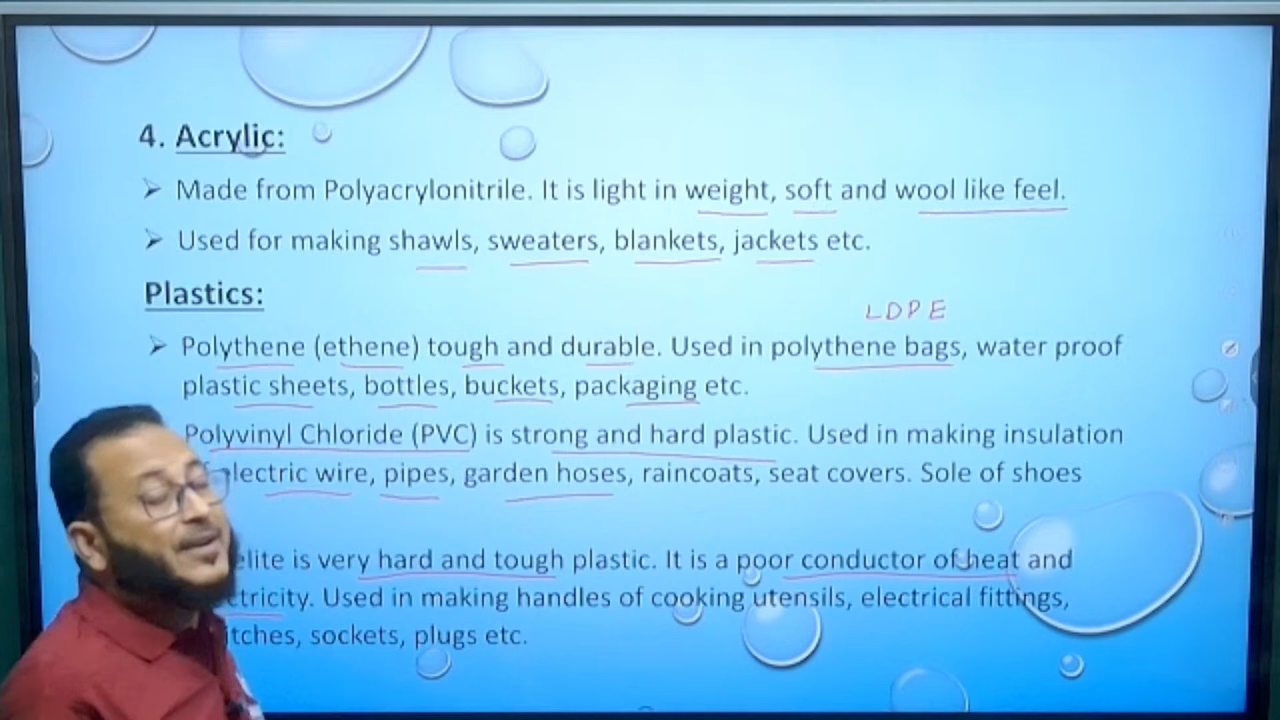 4. Acrylic:
➢ Made from Polyacrylonitrile. It is light in weight, soft and wool like feel.
➢ Used for making shawls, sweaters, blankets, jackets etc.
Plastics:
LDPE
➢ Polythene (ethene) tough and durable. Used in polythene bags, water proof
plastic sheets, bottles, buckets, packaging etc.
Polyvinyl Chloride (PVC) is strong and hard plastic. Used in making insulation
electric wire, pipes, garden hoses, raincoats, seat covers. Sole of shoes
elite is very hard and tough plastic. It is a poor conductor of heat and
ctricity. Used in making handles of cooking utensils, electrical fittings,
itches, sockets, plugs etc.